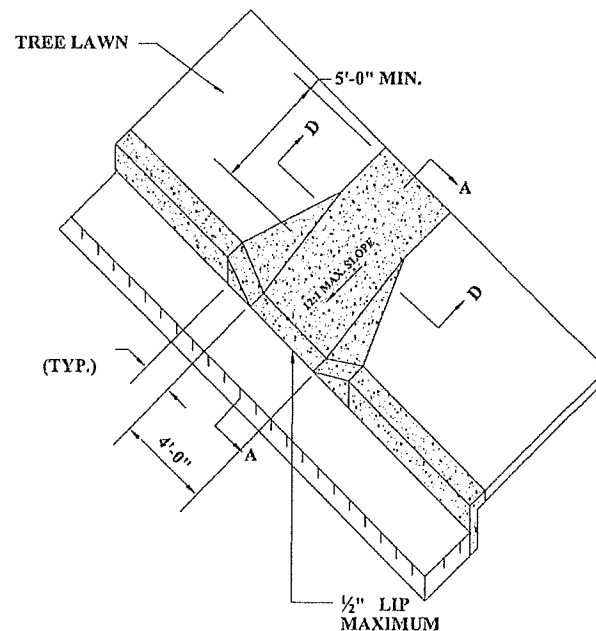 TREE LAWN
5'-0" MIN.
D
A
12:1 MAX. SLOPE
D
(TYP.)
4'-0"
A
½" LIP
MAXIMUM